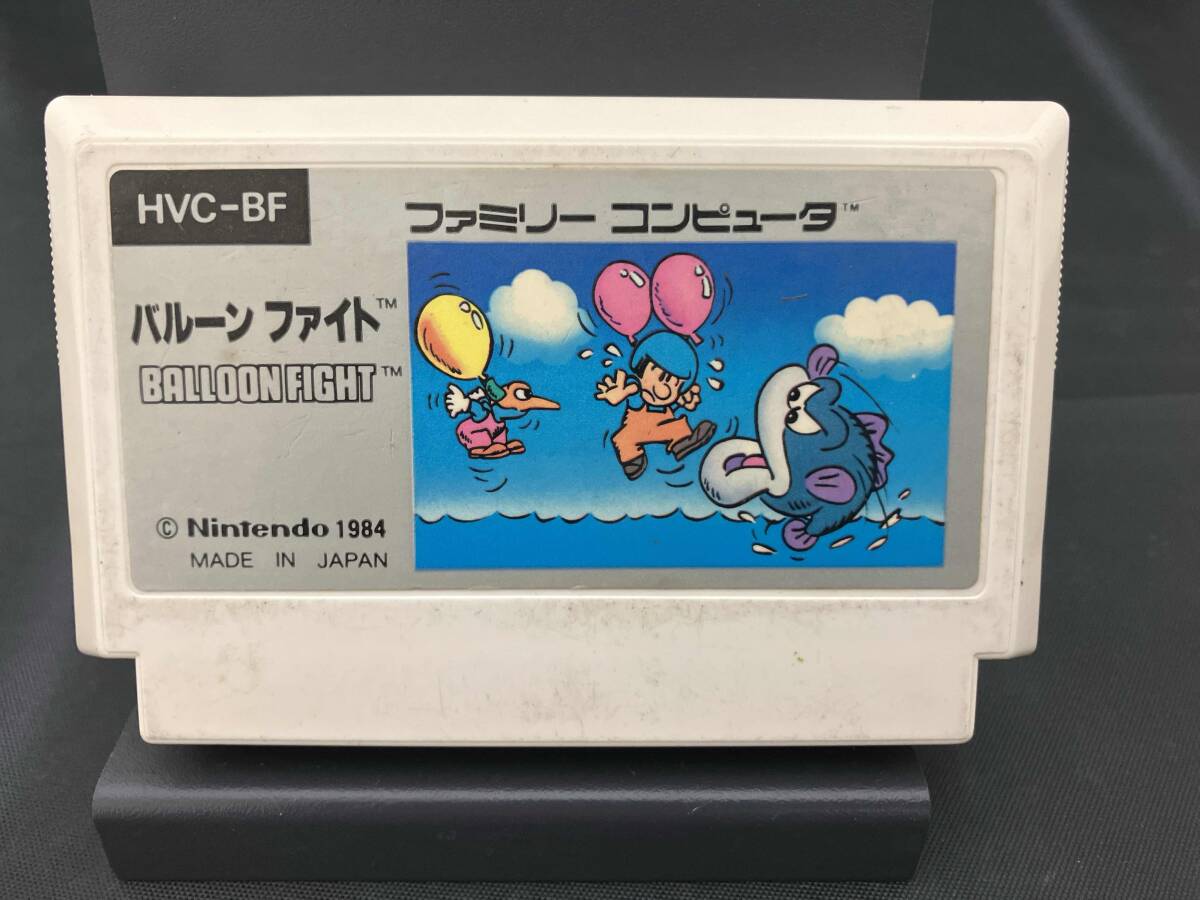 HVC-BF
ファミリー コンピュータ™
バルーン ファイト™
BALLOON FIGHT™
© Nintendo 1984
MADE IN JAPAN